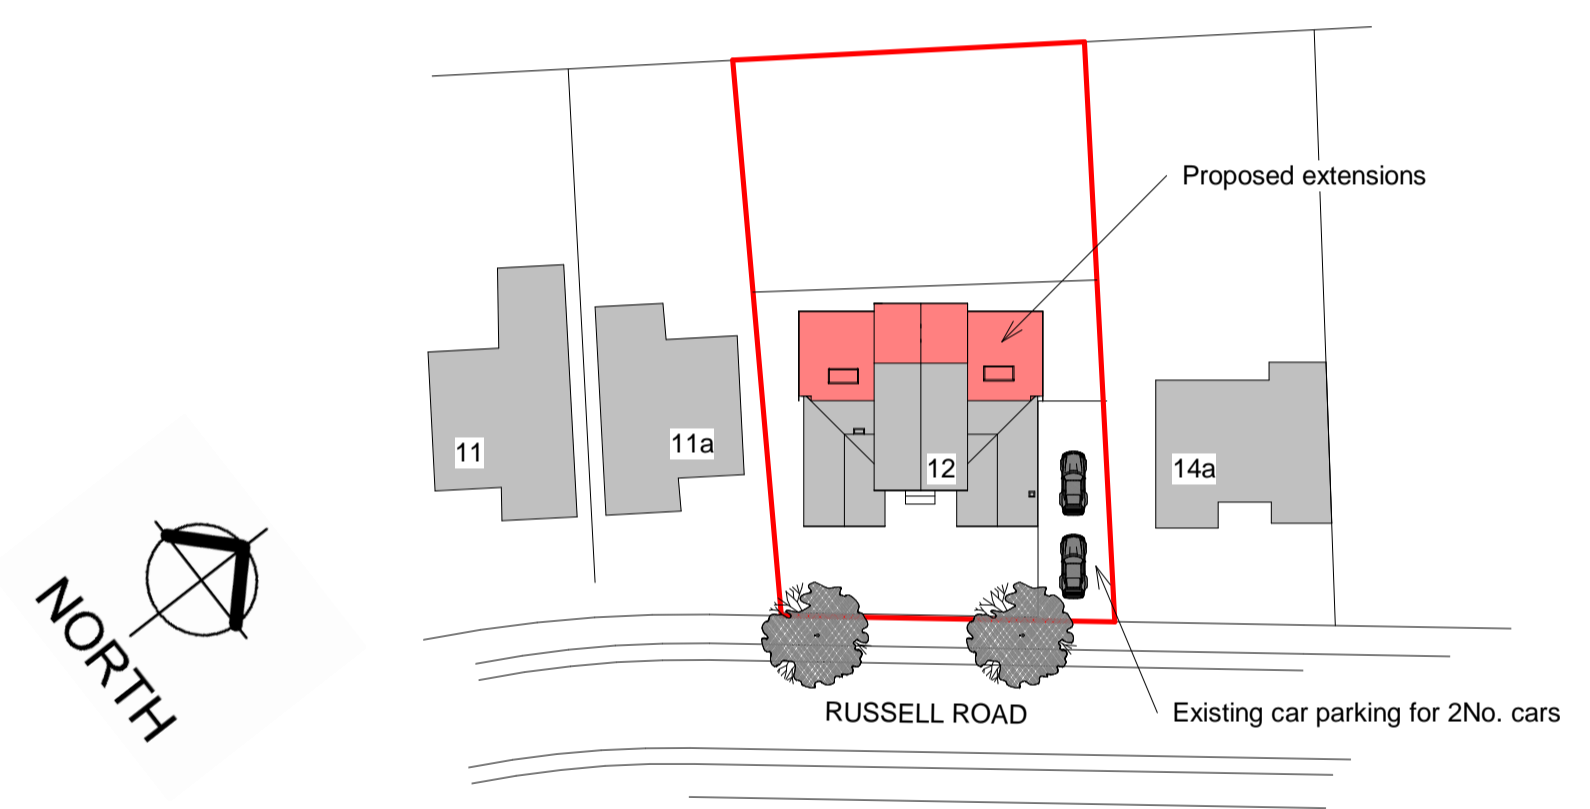 Proposed extensions
11
11a
12
14a
NORTH
RUSSELL ROAD
Existing car parking for 2No. cars